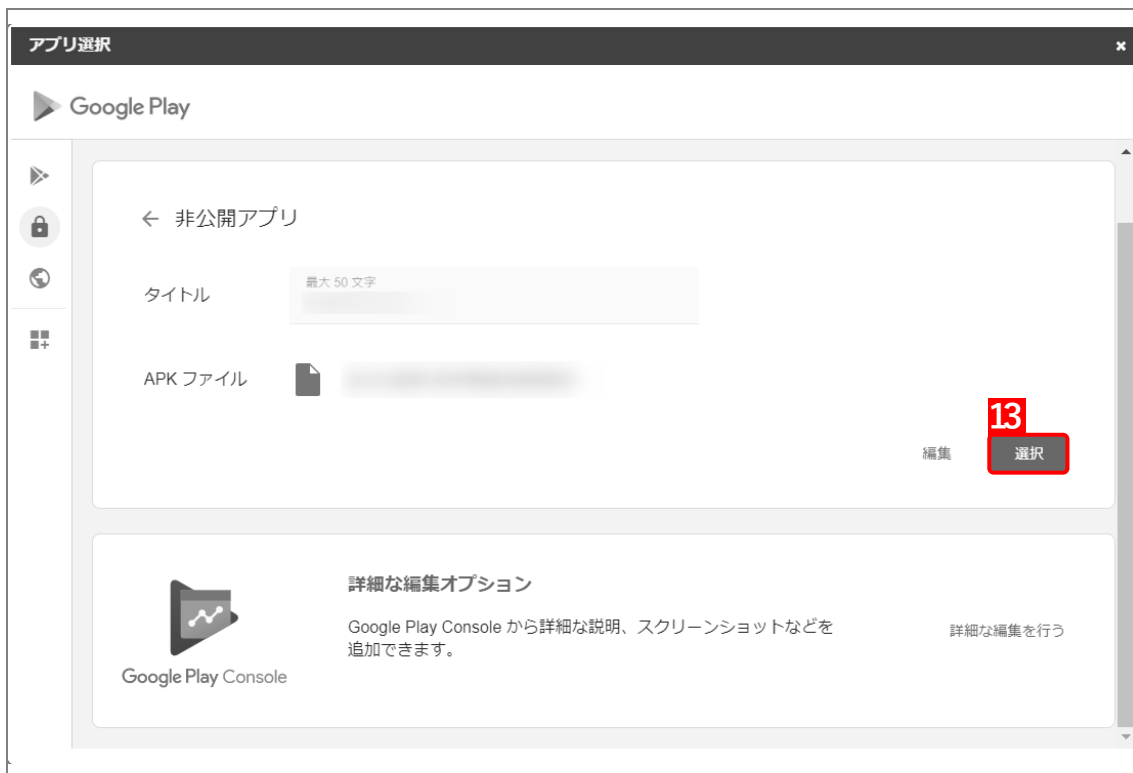 アプリ選択
Google Play
← 非公開アプリ
タイトル
最大 50 文字
APK ファイル
13
編集
選択
詳細な編集オプション
Google Play Console から詳細な説明、スクリーンショットなどを
追加できます。
詳細な編集を行う
Google Play Console